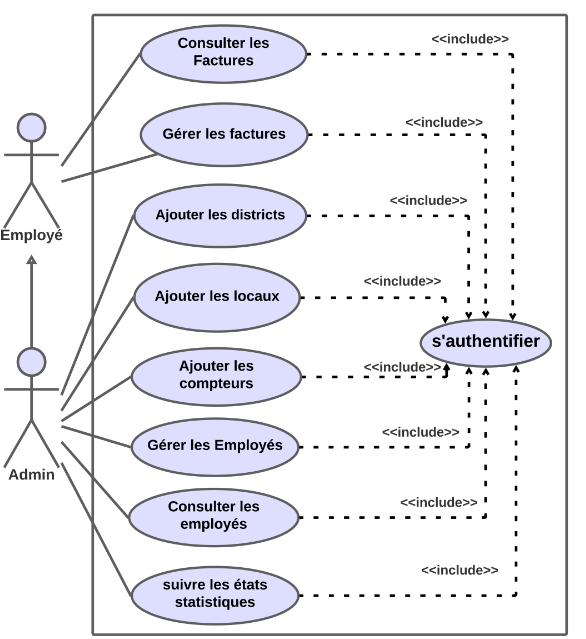 Consulter les
Factures
<<include>>
Gérer les factures
<<include>>
Employé
Ajouter les districts
<<include>>
Ajouter les locaux
<<include>>
s'authentifier
Ajouter les
compteurs
<<include>>
Admin
Gérer les Employés
<<include>>
Consulter les
employés
<<include>>
suivre les états
statistiques
<<include>>